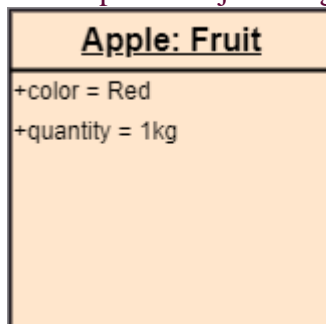 Apple: Fruit
+color = Red
+quantity = 1kg